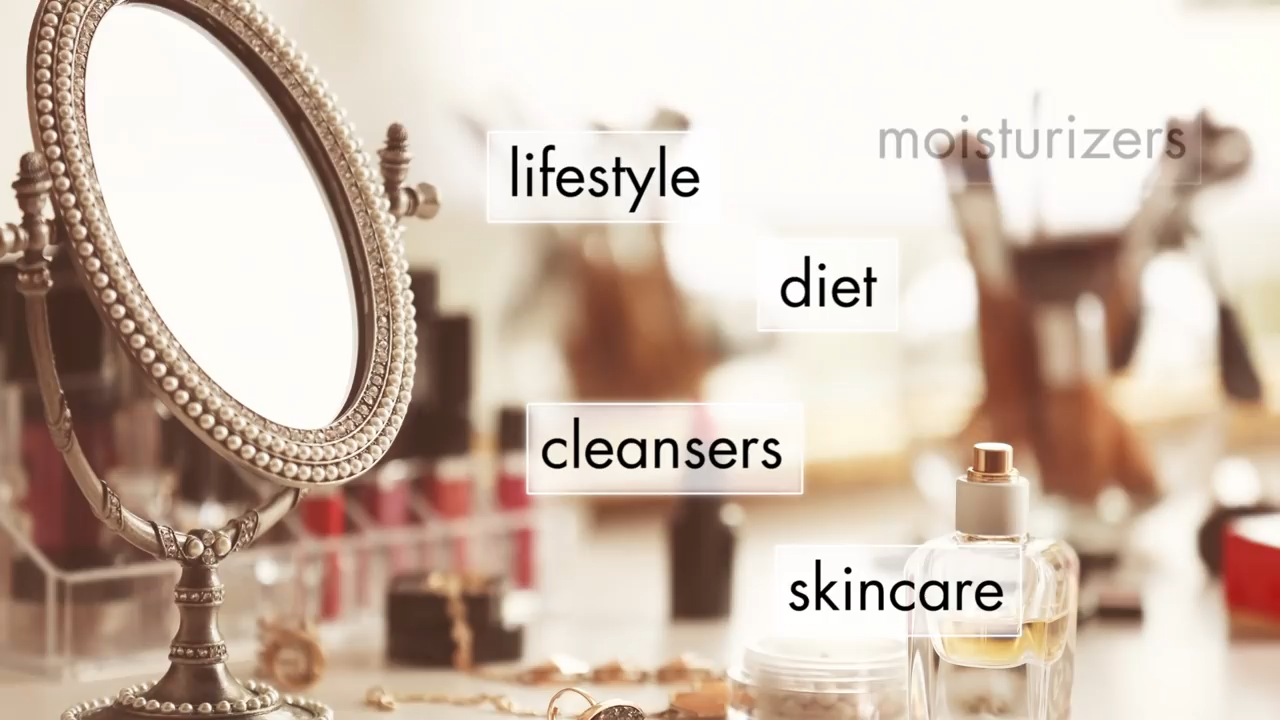 moisturizers
lifestyle
diet
cleansers
skincare